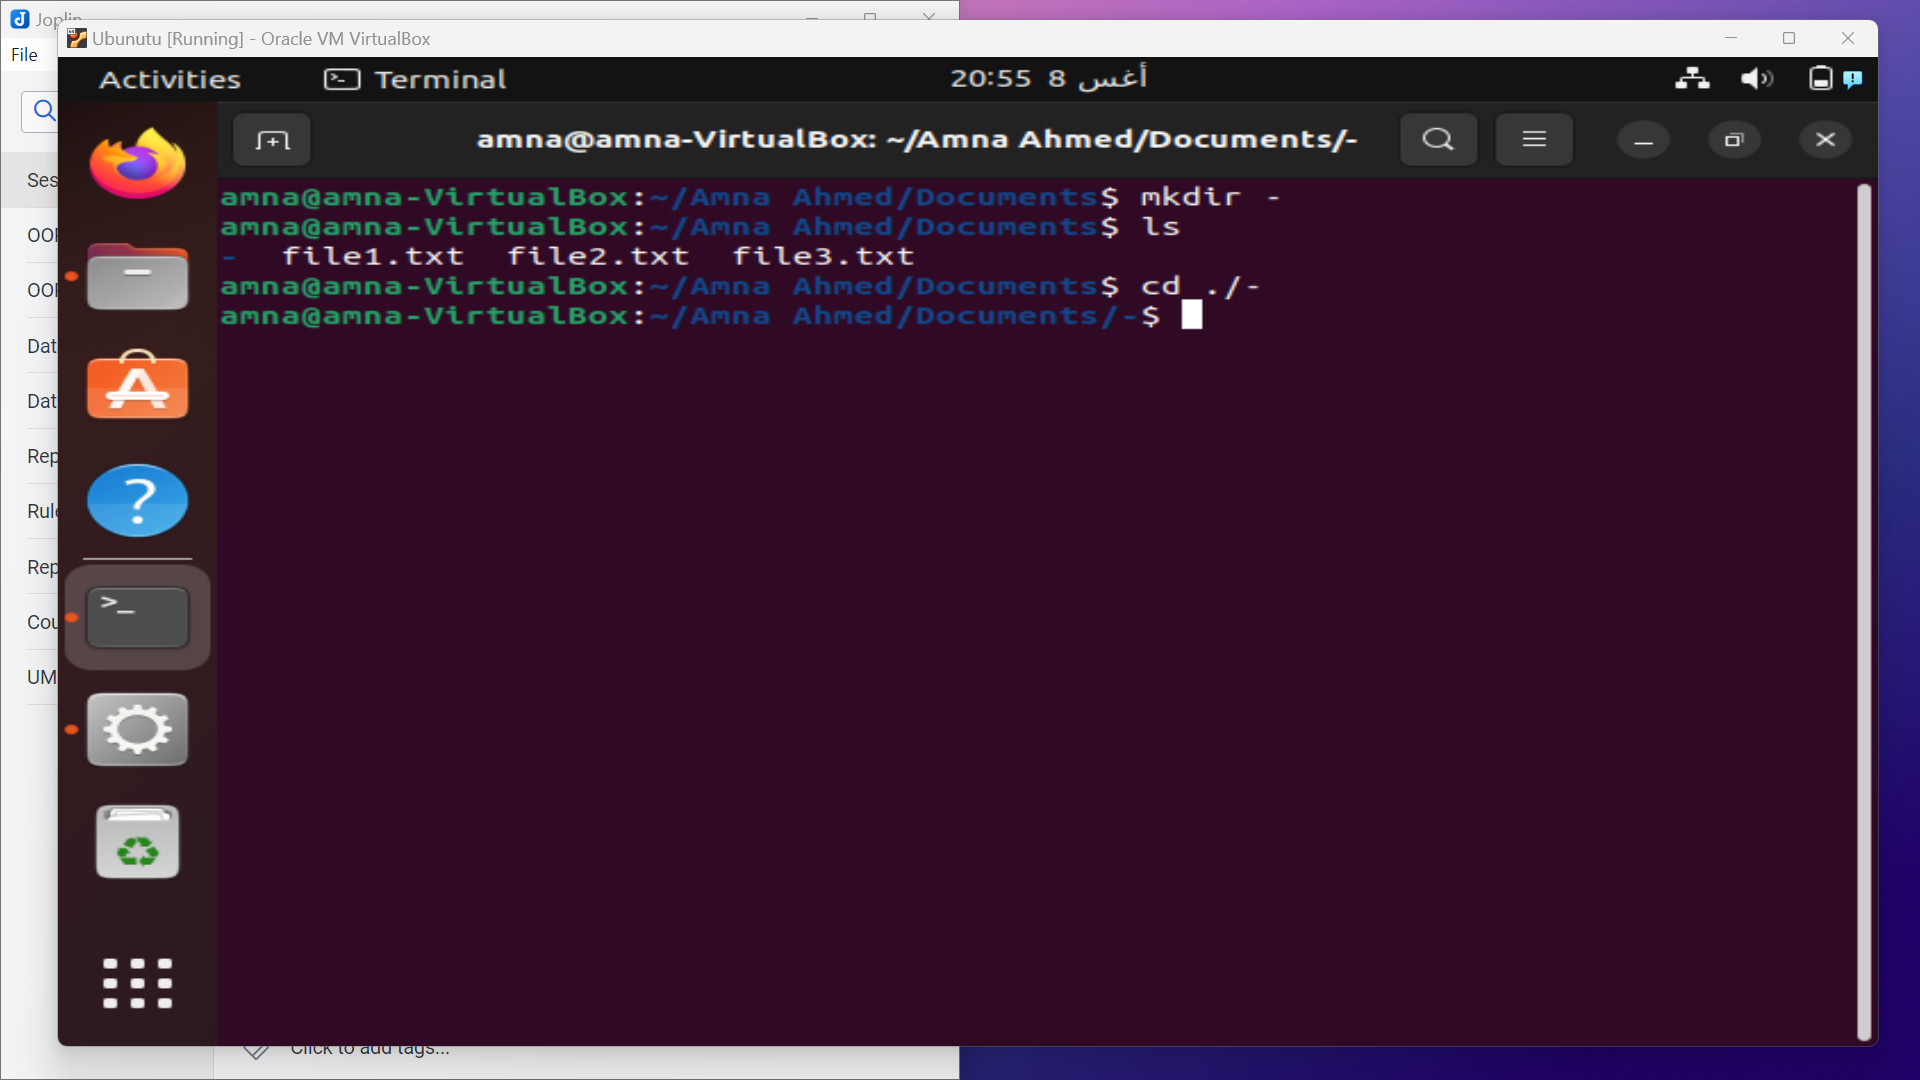 Joplin
Ubunutu [Running] - Oracle VM VirtualBox
File
Activities
Terminal
20:55 8 أغس
amna@amna-VirtualBox: ~/Amna Ahmed/Documents/-
amna@amna-VirtualBox:~/Amna Ahmed/Documents$ mkdir -
amna@amna-VirtualBox:~/Amna Ahmed/Documents$ ls
- file1.txt file2.txt file3.txt
amna@amna-VirtualBox:~/Amna Ahmed/Documents$ cd ./-
amna@amna-VirtualBox:~/Amna Ahmed/Documents/-$
Ses
OOP
OOP
Dat
Dat
Rep
Rule
Rep
Cou
UM
Click to add tags...